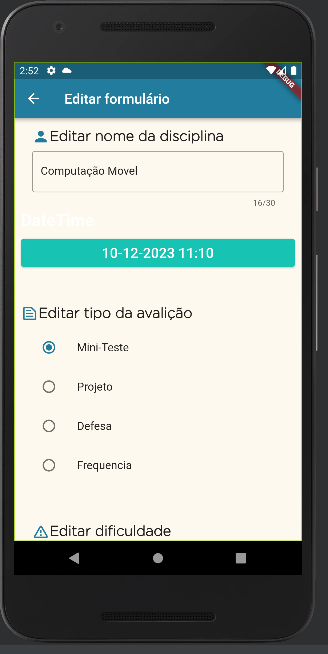 2:52
DEBUG
Editar formulário
Editar nome da disciplina
Computação Movel
16/30
DateTime
10-12-2023 11:10
Editar tipo da avalição
Mini-Teste
Projeto
Defesa
Frequencia
Editar dificuldade